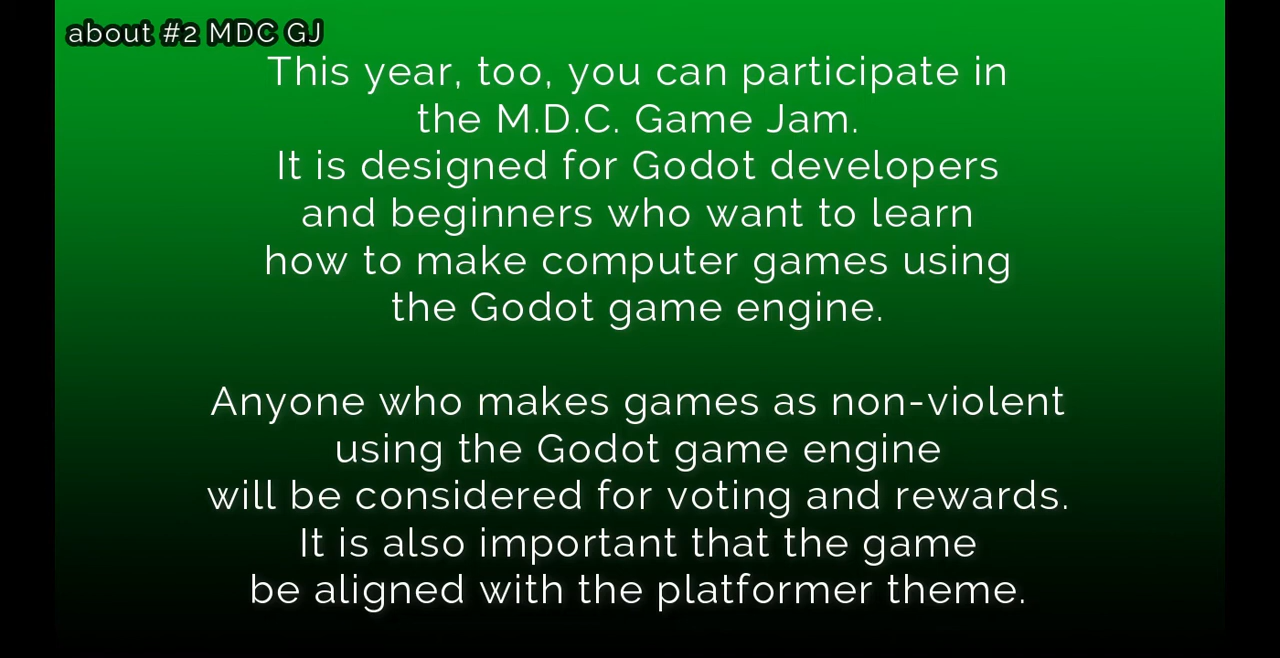 about #2 MDC GJ
This year, too, you can participate in
the M.D.C. Game Jam.
It is designed for Godot developers
and beginners who want to learn
how to make computer games using
the Godot game engine.
Anyone who makes games as non-violent
using the Godot game engine
will be considered for voting and rewards.
It is also important that the game
be aligned with the platformer theme.